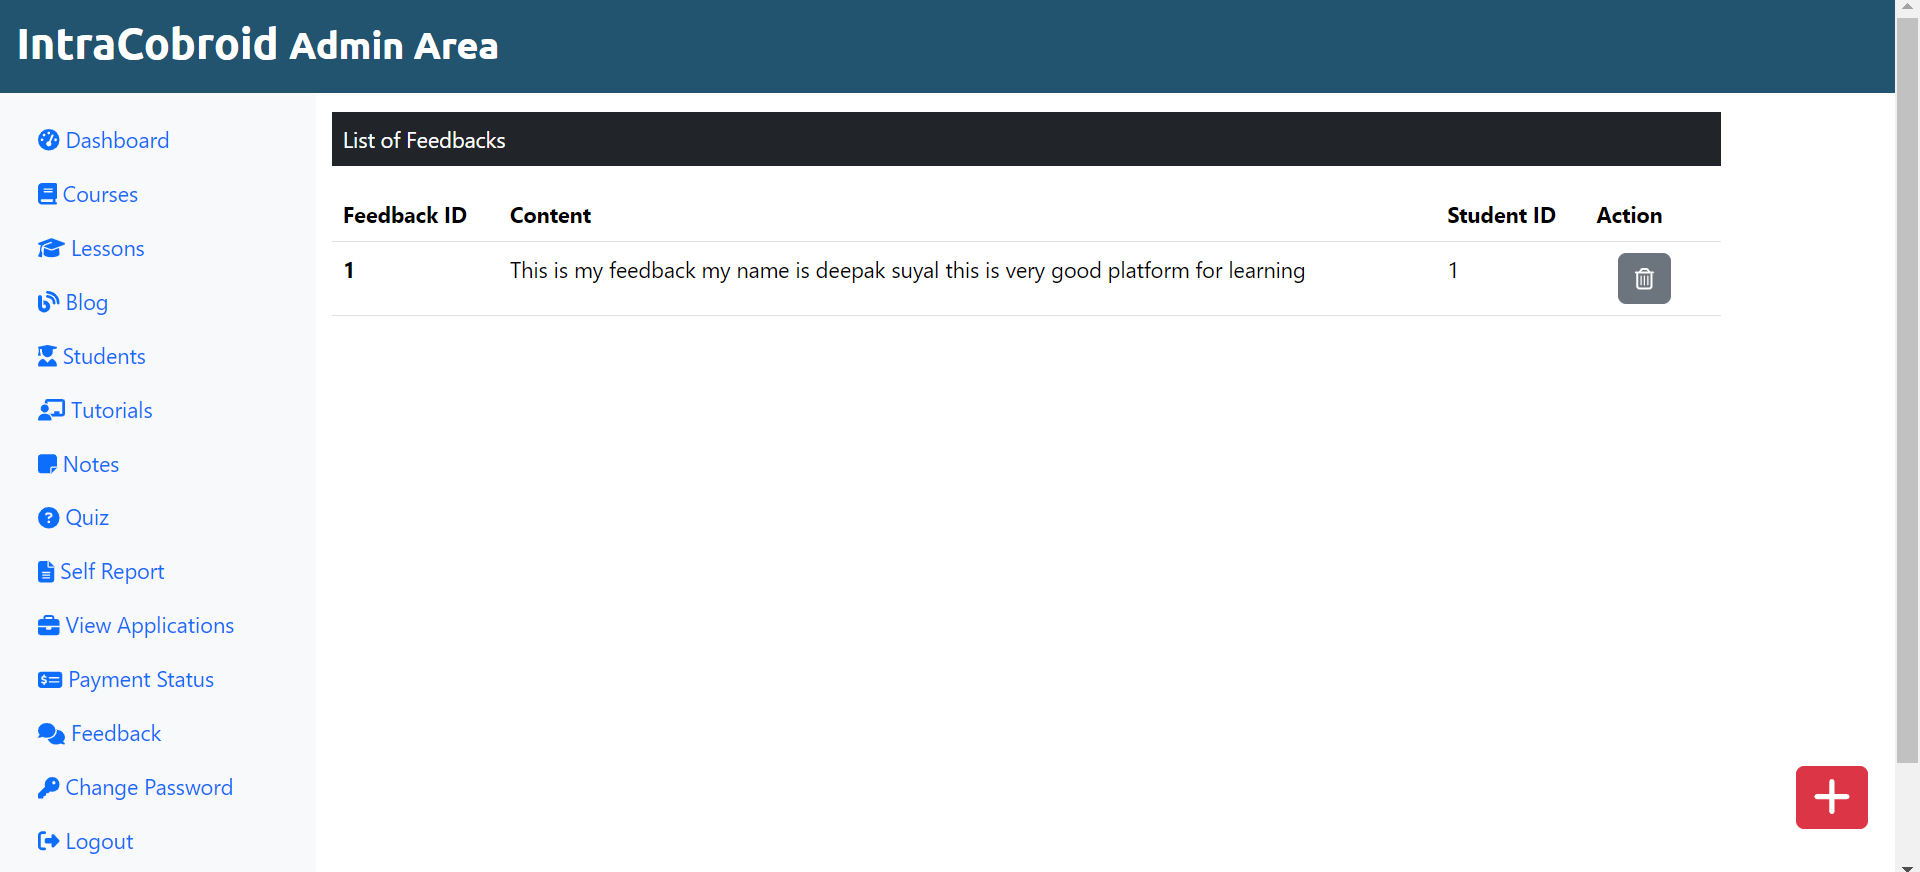 IntraCobroid Admin Area
Dashboard
Courses
Lessons
Blog
Students
Tutorials
Notes
Quiz
Self Report
View Applications
Payment Status
Feedback
Change Password
Logout
List of Feedbacks
Feedback ID Content Student ID Action
1 This is my feedback my name is deepak suyal this is very good platform for learning 1